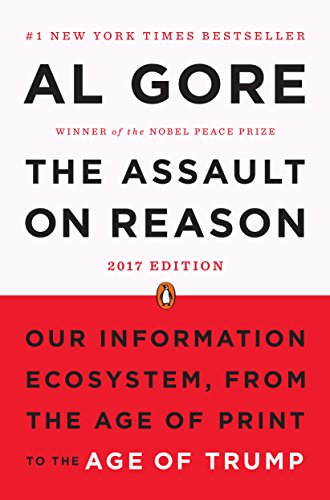 #1 NEW YORK TIMES BESTSELLER
AL GORE
WINNER of the NOBEL PEACE PRIZE
THE ASSAULT
ON REASON
2017 EDITION
OUR INFORMATION
ECOSYSTEM, FROM
THE AGE OF PRINT
TO THE AGE OF TRUMP